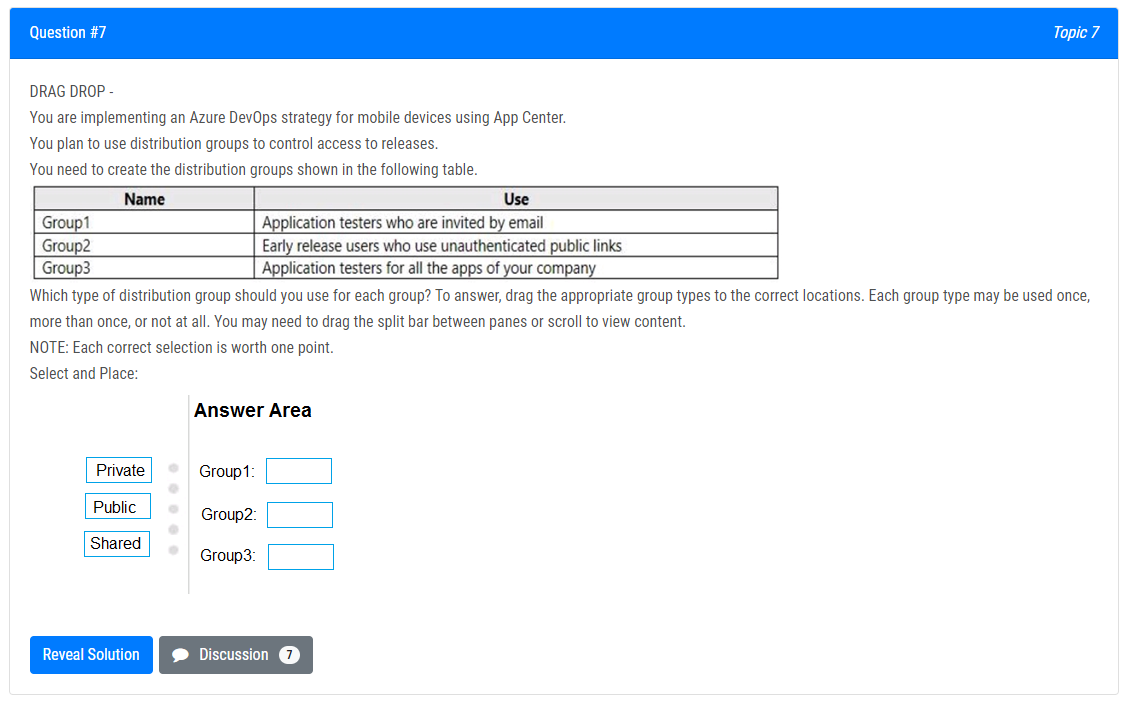 Question #7
Topic 7
DRAG DROP -
You are implementing an Azure DevOps strategy for mobile devices using App Center.
You plan to use distribution groups to control access to releases.
You need to create the distribution groups shown in the following table.
Name Use
Group1 Application testers who are invited by email
Group2 Early release users who use unauthenticated public links
Group3 Application testers for all the apps of your company
Which type of distribution group should you use for each group? To answer, drag the appropriate group types to the correct locations. Each group type may be used once,
more than once, or not at all. You may need to drag the split bar between panes or scroll to view content.
NOTE: Each correct selection is worth one point.
Select and Place:
Answer Area
Private
Group1:
Public
Group2:
Shared
Group3:
Reveal Solution
Discussion 7